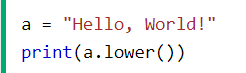 a = "Hello, World!"
print(a.lower())